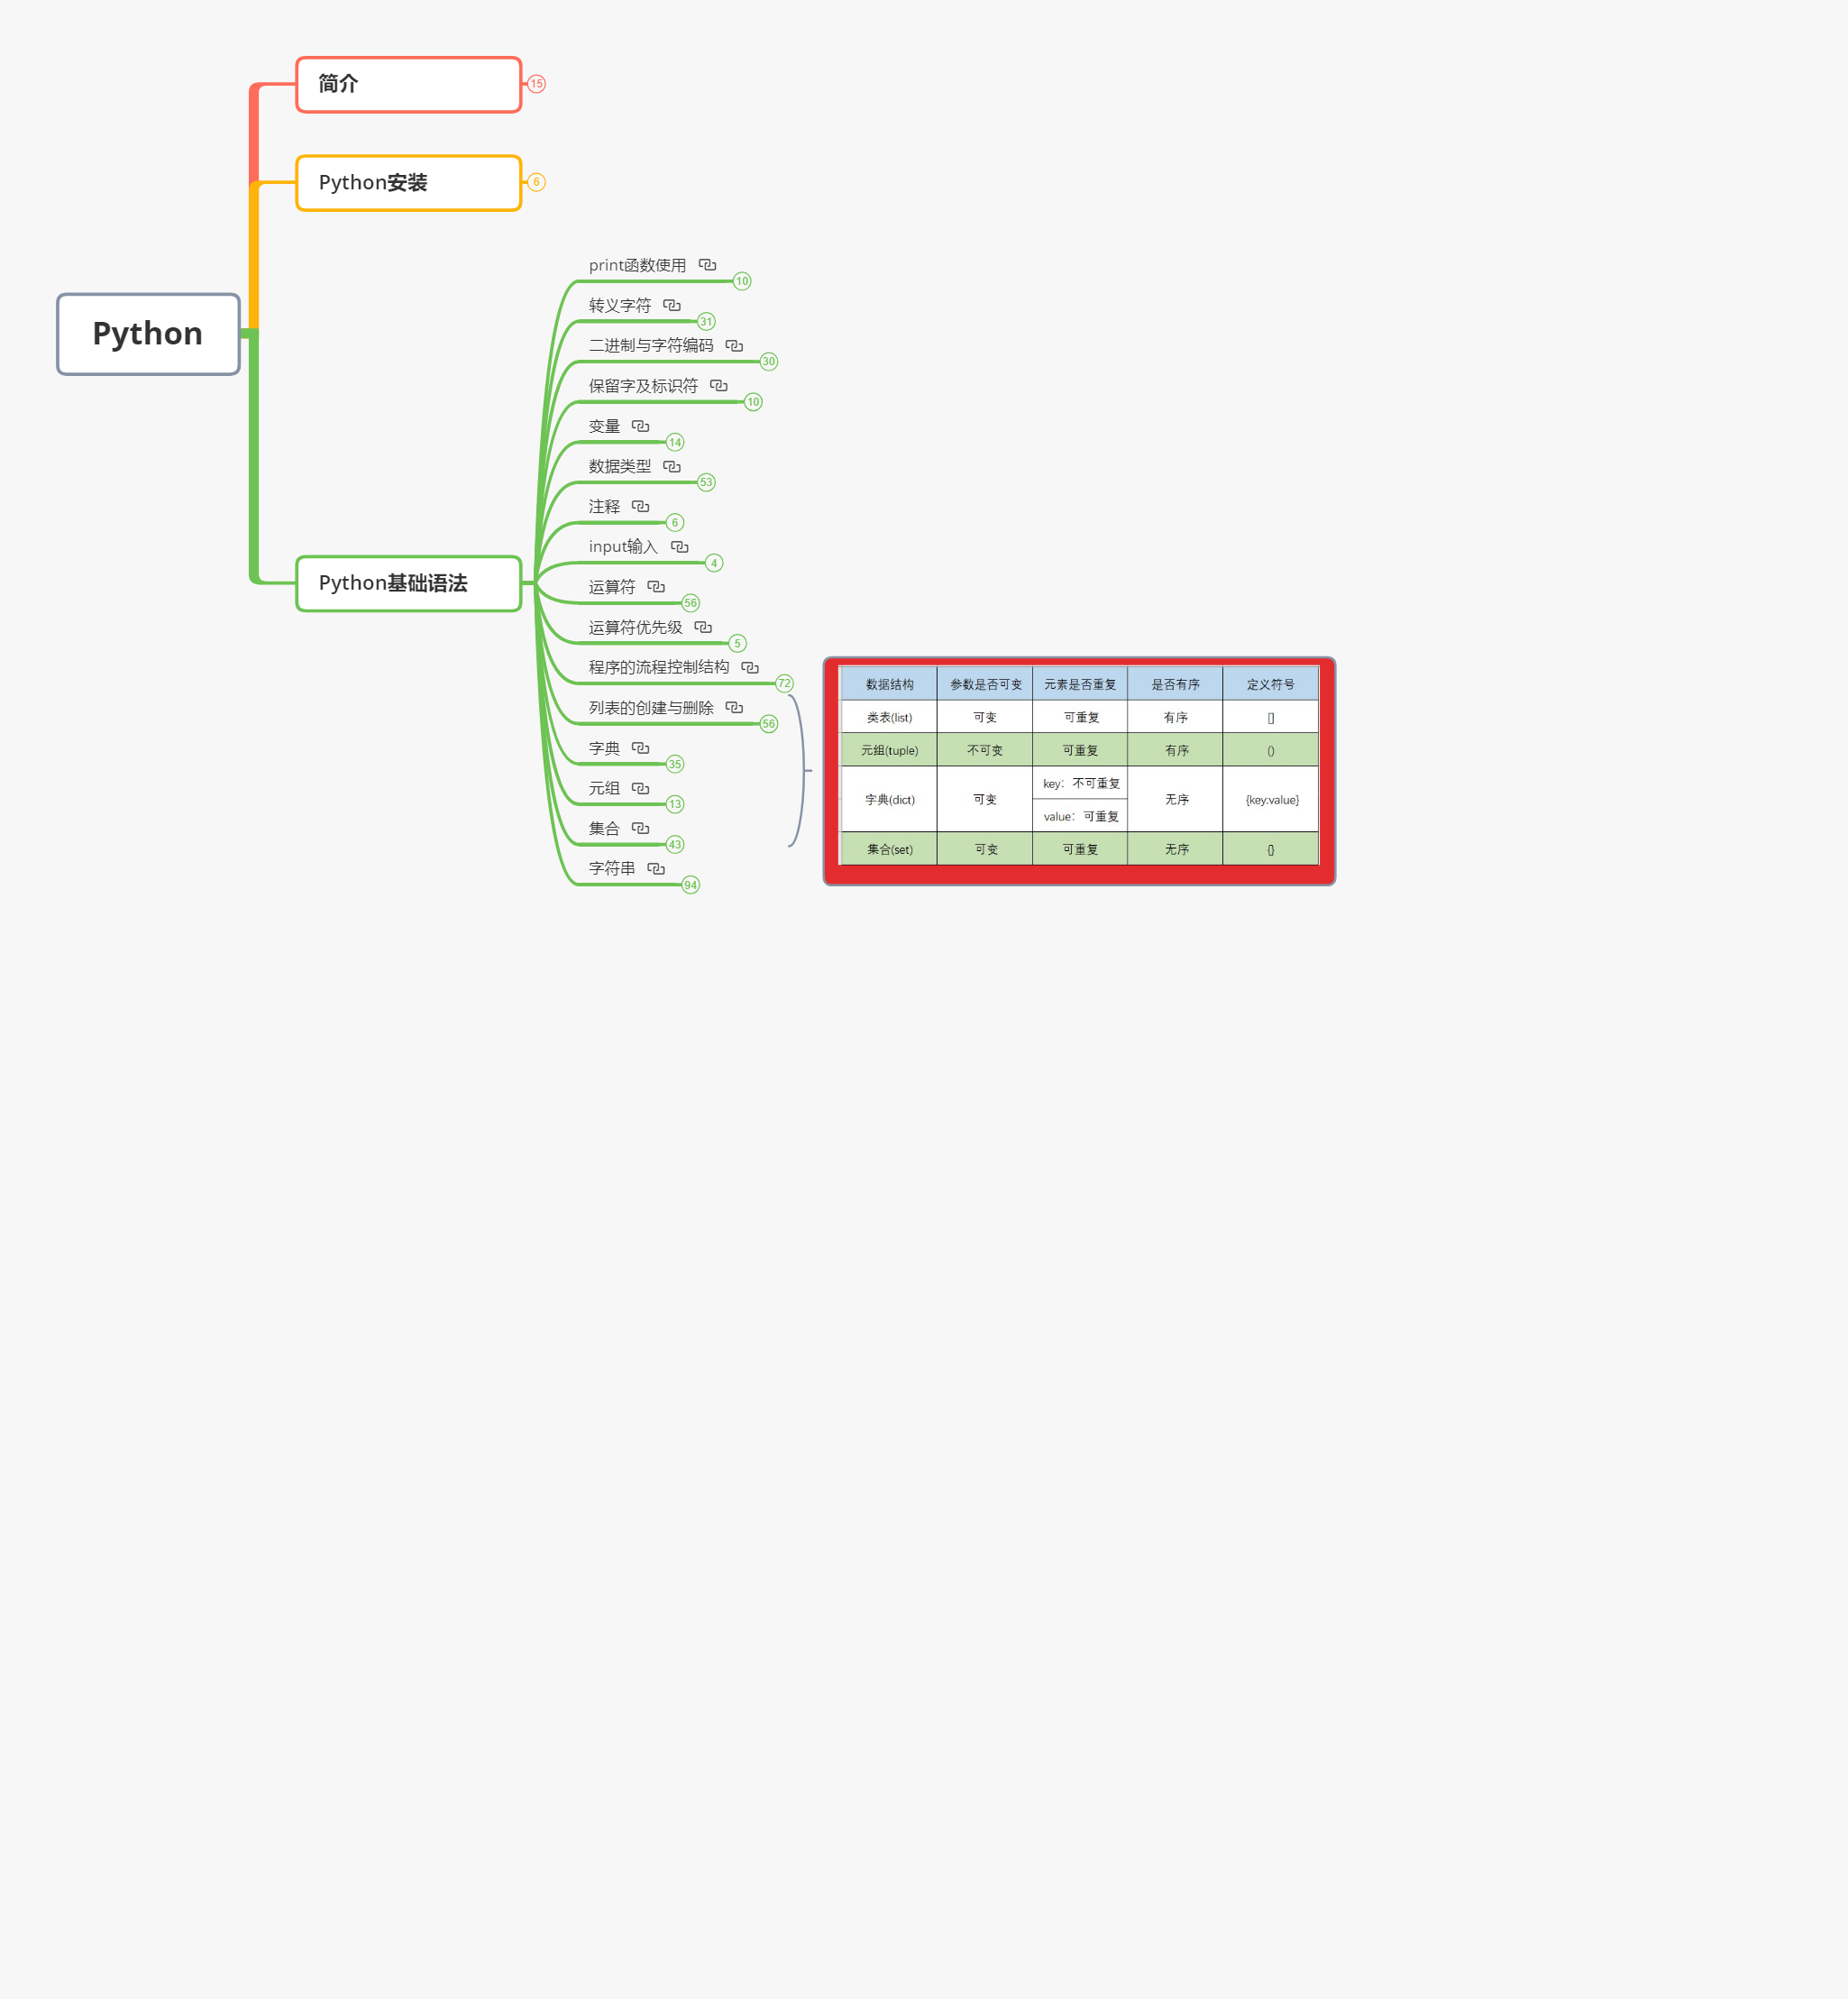 简介
15
Python安装
6
Python
Python基础语法
print函数使用
10
转义字符
31
二进制与字符编码
30
保留字及标识符
10
变量
14
数据类型
53
注释
6
input输入
4
运算符
56
运算符优先级
5
程序的流程控制结构
72
列表的创建与删除
56
字典
35
元组
13
集合
43
字符串
94
数据结构 参数是否可变 元素是否重复 是否有序 定义符号
类表(list) 可变 可重复 有序 []
元组(tuple) 不可变 可重复 有序 ()
字典(dict) 可变 key：不可重复 无序 {key:value}
value：可重复
集合(set) 可变 可重复 无序 {}